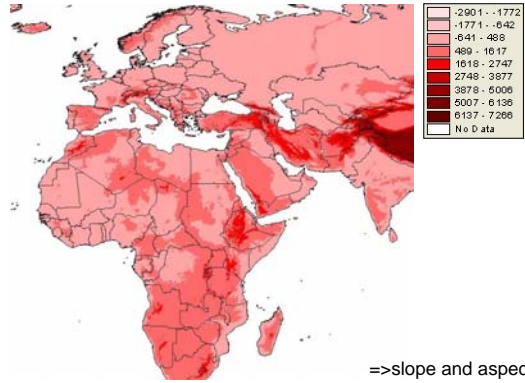 -2901 - -1772
-1771 - -642
-641 - 488
489 - 1617
1618 - 2747
2748 - 3877
3878 - 5006
5007 - 6136
6137 - 7266
No Data
=>slope and aspec